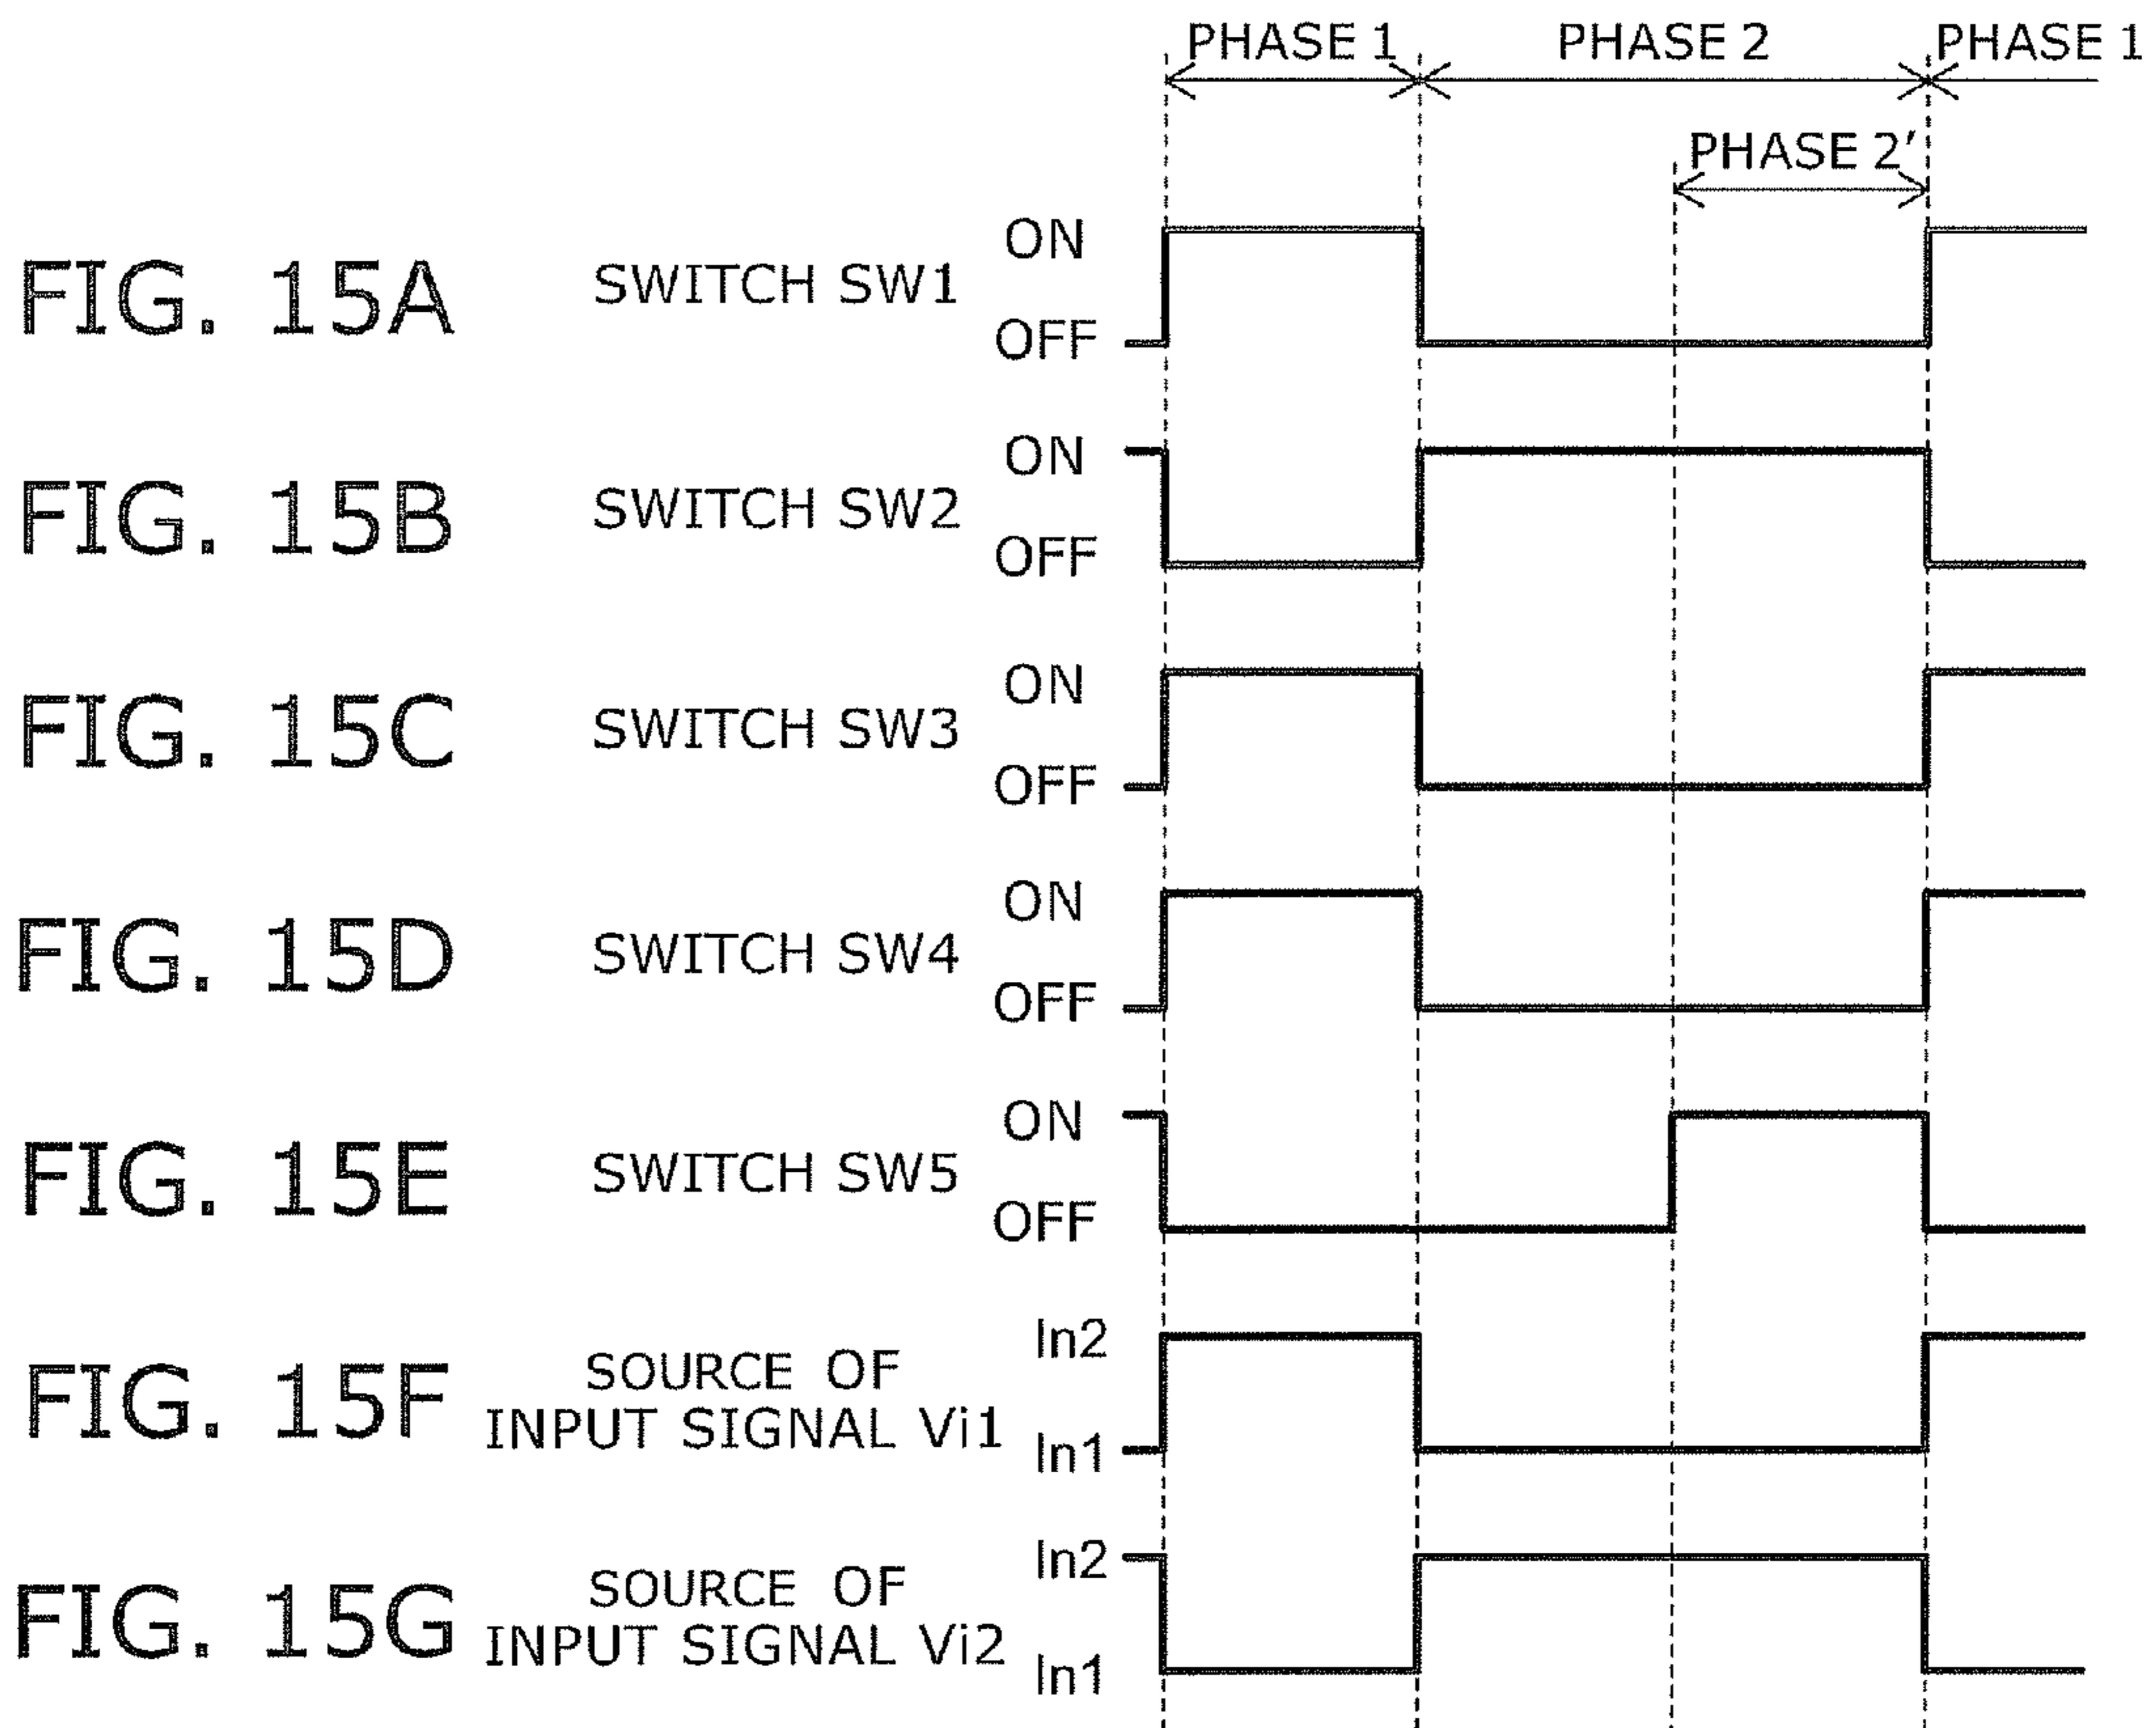 PHASE 1 PHASE 2 PHASE 1
PHASE 2′
FIG. 15A SWITCH SW1 ON
OFF
FIG. 15B SWITCH SW2 ON
OFF
FIG. 15C SWITCH SW3 ON
OFF
FIG. 15D SWITCH SW4 ON
OFF
FIG. 15E SWITCH SW5 ON
OFF
FIG. 15F SOURCE OF
INPUT SIGNAL Vi1
In2
In1
FIG. 15G SOURCE OF
INPUT SIGNAL Vi2
In2
In1